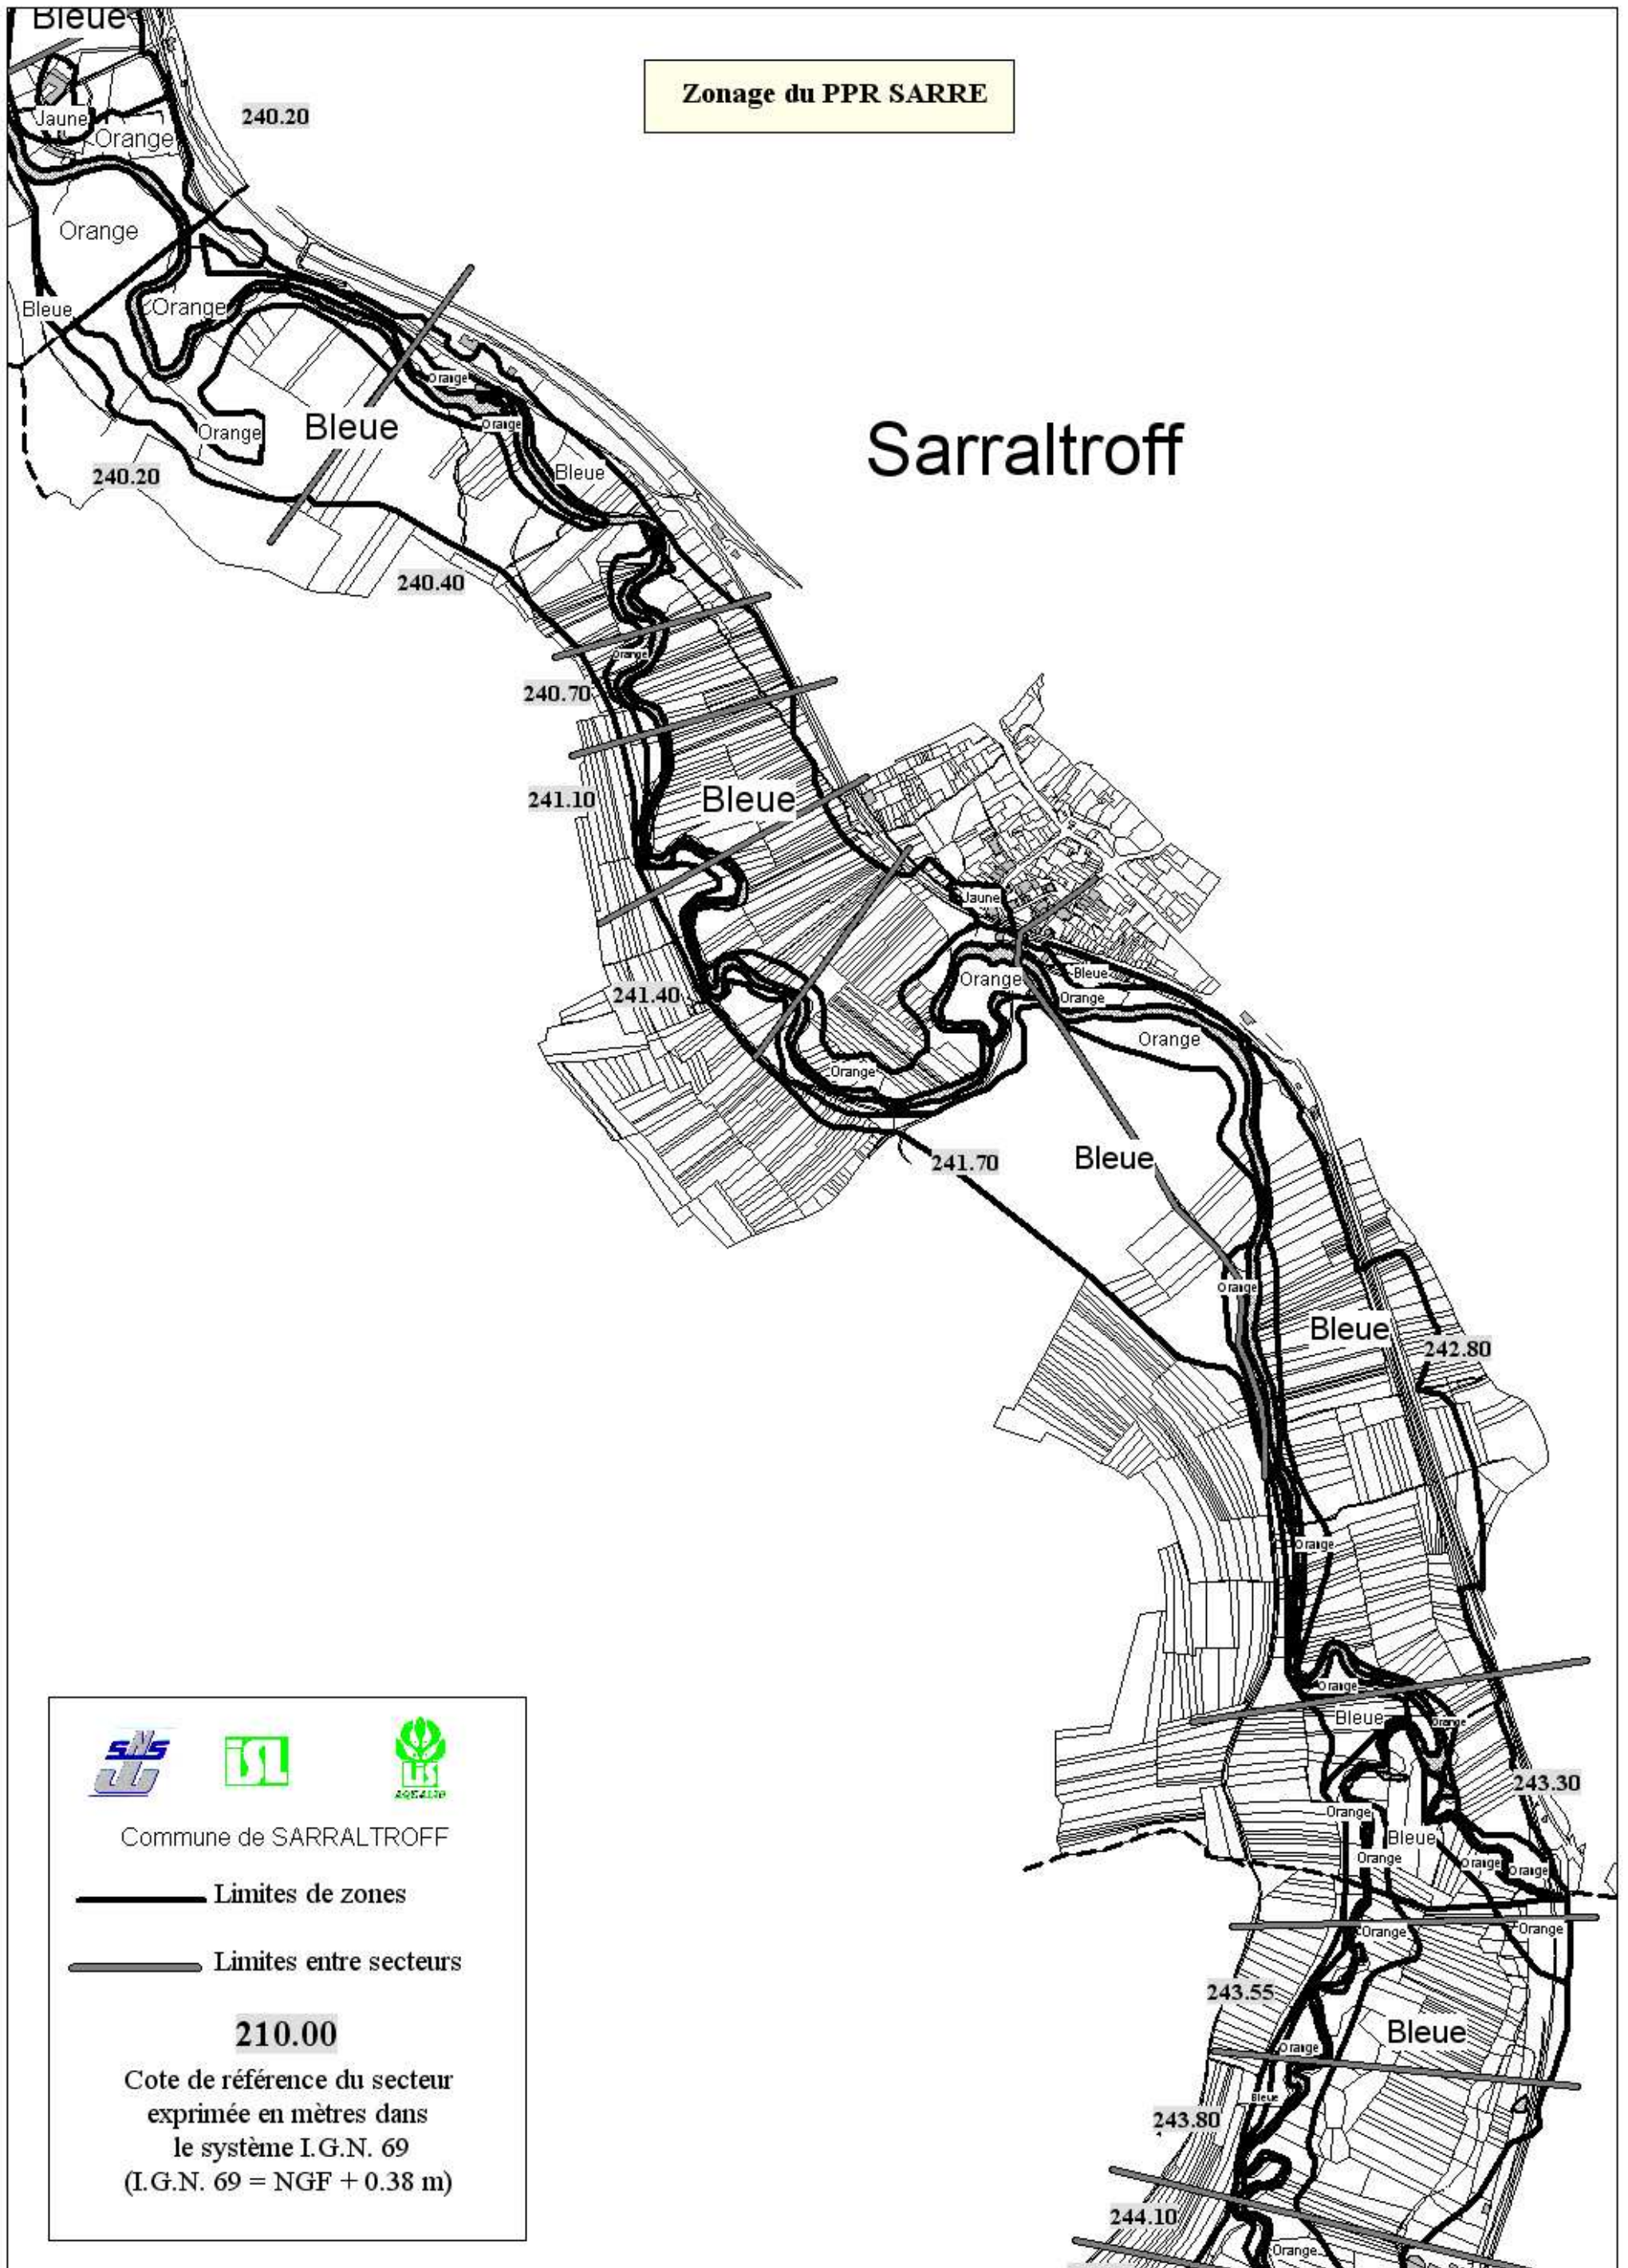 Bleue
Zonage du PPR SARRE
240.20
Jaune
Orange
Orange
Bleue
Orange
Orange
Orange
Bleue
Orange
Sarraltroff
Bleue
240.20
240.40
Orange
240.70
241.10
Bleue
Jaune
Orange
Bleue
241.40
Orange
Orange
Orange
241.70
Bleue
Orange
Bleue
242.80
Orange
Orange
Bleue
Orange
243.30
Orange
Bleue
Orange
Orange
Orange
Orange
Orange
243.55
Bleue
Orange
Bleue
243.80
244.10
Orange
SNS
ISL
LIS
Commune de SARRALTROFF
Limites de zones
Limites entre secteurs
210.00
Cote de référence du secteur
exprimée en mètres dans
le système I.G.N. 69
(I.G.N. 69 = NGF + 0.38 m)